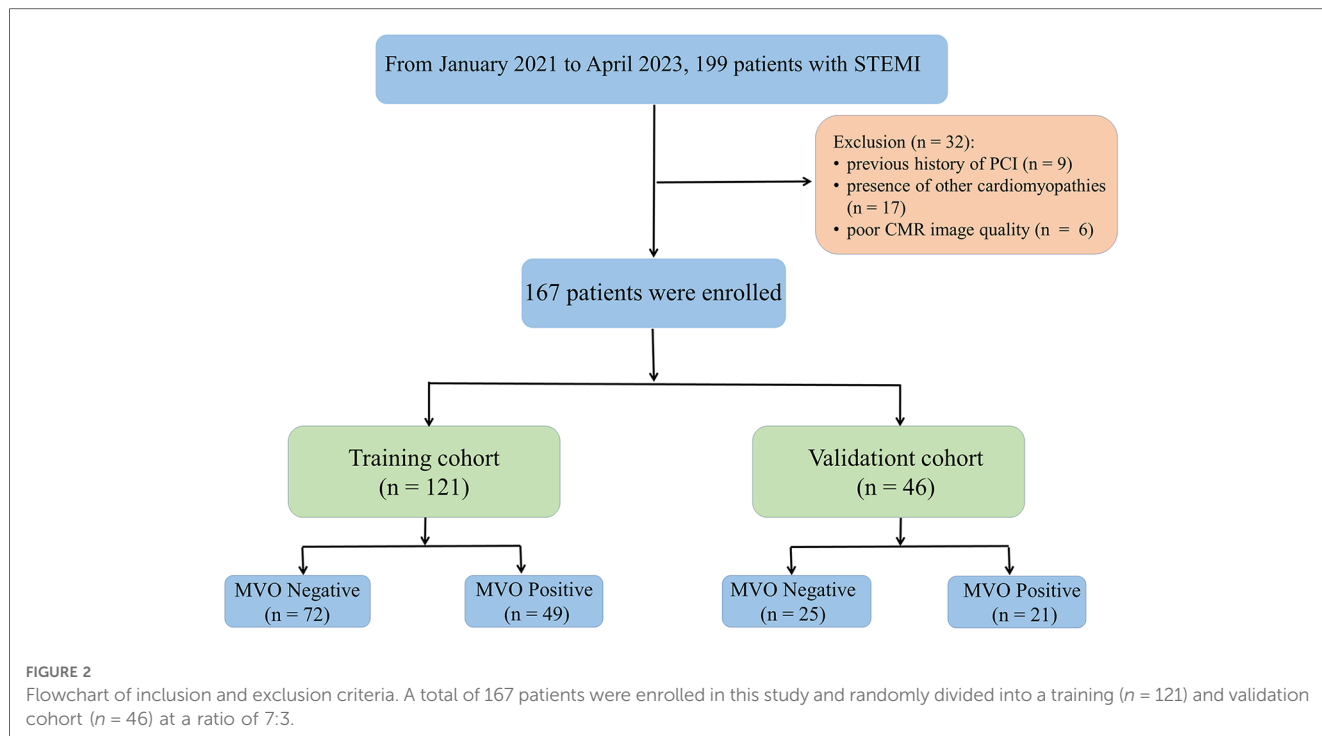 From January 2021 to April 2023, 199 patients with STEMI
Exclusion (n = 32):
• previous history of PCI (n = 9)
• presence of other cardiomyopathies
(n = 17)
• poor CMR image quality (n = 6)
167 patients were enrolled
Training cohort
(n = 121)
Validationt cohort
(n = 46)
MVO Negative
(n = 72)
MVO Positive
(n = 49)
MVO Negative
(n = 25)
MVO Positive
(n = 21)
FIGURE 2
Flowchart of inclusion and exclusion criteria. A total of 167 patients were enrolled in this study and randomly divided into a training (n = 121) and validation
cohort (n = 46) at a ratio of 7:3.